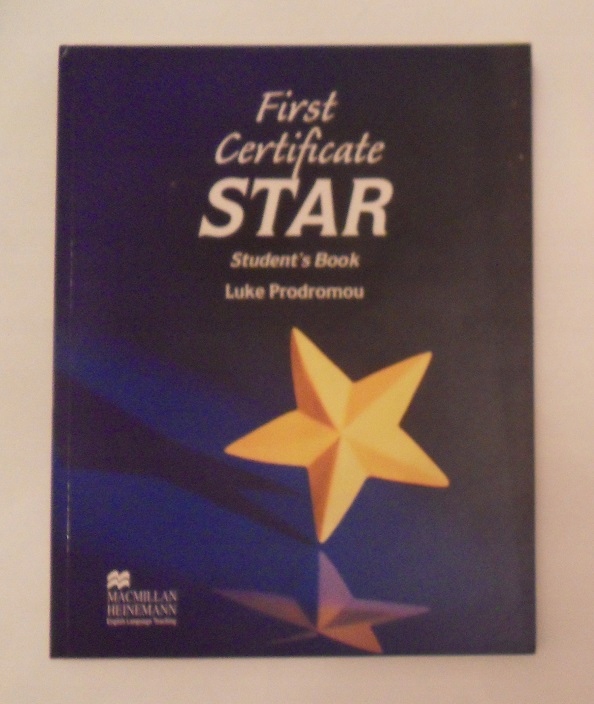 First
Certificate
STAR
Student's Book
Luke Prodromou
MACMILLAN
HEINEMANN
English Language Teaching